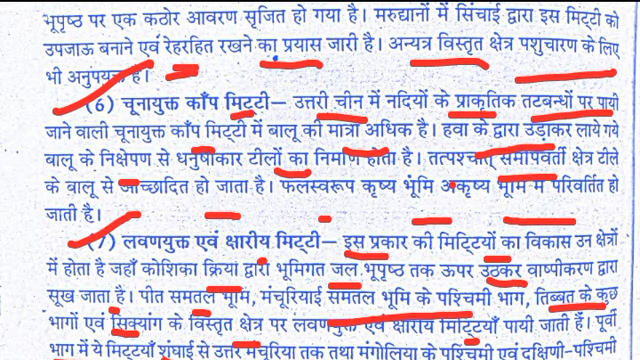 भूपृष्ठ पर एक कठोर आवरण सृजित हो गया है। मरुद्यानों में सिंचाई द्वारा इस मिट्‌टी को
उपजाऊ बनाने एवं रेहरहित रखने का प्रयास जारी है। अन्यत्र विस्तृत क्षेत्र पशुचारण के लिए
भी अनुपयुक्त है।
(6) चूनायुक्त काँप मिट्‌टी— उत्तरी चीन में नदियों के प्राकृतिक तटबन्धों पर पायी
जाने वाली चूनायुक्त काँप मिट्‌टी में बालू की मात्रा अधिक है। हवा के द्वारा उड़ाकर लाये गये
बालू के निक्षेपण से धनुषाकार टीलों का निर्माण होता है। तत्पश्चात् समीपवर्ती क्षेत्र टीले
के बालू से आच्छादित हो जाता है। फलस्वरूप कृष्य भूमि अकृष्य भूमि में परिवर्तित हो
जाती है।
(7) लवणयुक्त एवं क्षारीय मिट्‌टी— इस प्रकार की मिट्‌टियों का विकास उन क्षेत्रों
में होता है जहाँ कोशिका क्रिया द्वारा भूमिगत जल भूपृष्ठ तक ऊपर उठकर वाष्पीकरण द्वारा
सूख जाता है। पीत समतल भूमि, मंचूरियाई समतल भूमि के पश्चिमी भाग, तिब्बत के कुछ
भागों एवं सिक्यांग के विस्तृत क्षेत्र पर लवणयुक्त एवं क्षारीय मिट्‌टियाँ पायी जाती हैं। पूर्वी
भाग में ये मिट्‌टियाँ शंघाई से उत्तर मंचूरिया तक तथा मंगोलिया के पश्चिमी एवं दक्षिणी-पश्चिमी